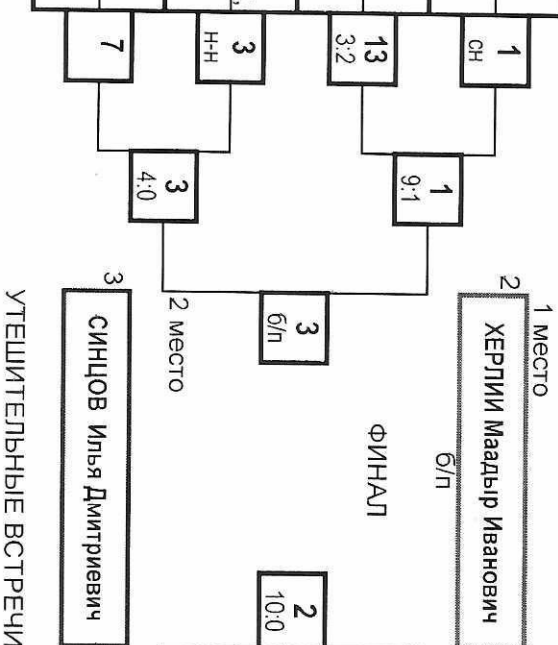 1 место
2
1
сн
ХЕРЛИИ Маадыр Иванович
б/п
1
9:1
13
3:2
ФИНАЛ
3
б/п
2
10:0
3
н-н
3
4:0
2 место
7
3
СИНЦОВ Илья Дмитриевич
УТЕШИТЕЛЬНЫЕ ВСТРЕЧИ